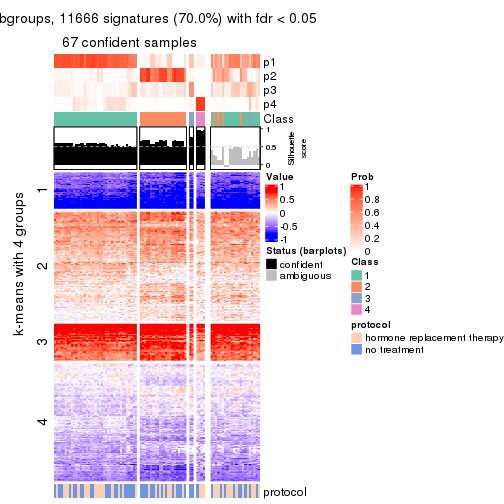 bgroups, 11666 signatures (70.0%) with fdr < 0.05
67 confident samples
p1
p2
p3
p4
Class
1
0.5
0
Silhouette
score
k-means with 4 groups
1
2
3
4
protocol
Value
1
0.5
0
-0.5
-1
Status (barplots)
confident
ambiguous
Prob
1
0.8
0.6
0.4
0.2
0
Class
1
2
3
4
protocol
hormone replacement therapy
no treatment